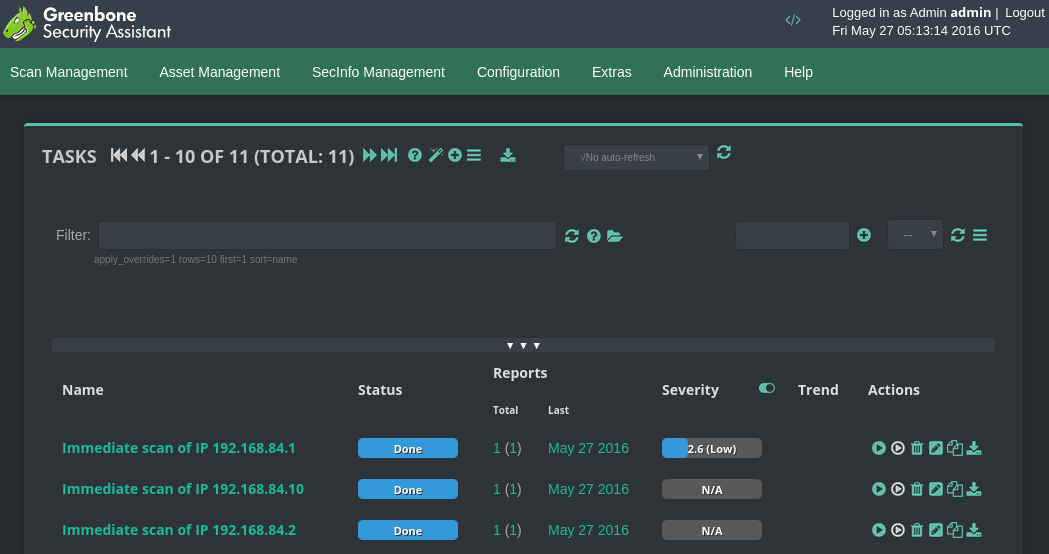 Greenbone
Security Assistant
</>
Logged in as Admin admin | Logout
Fri May 27 05:13:14 2016 UTC
Scan Management Asset Management SecInfo Management Configuration Extras Administration Help
TASKS 1 - 10 OF 11 (TOTAL: 11) √No auto-refresh
Filter: --
apply_overrides=1 rows=10 first=1 sort=name
Name Status Reports Severity Trend Actions
Total Last
Immediate scan of IP 192.168.84.1 Done 1 (1) May 27 2016 2.6 (Low)
Immediate scan of IP 192.168.84.10 Done 1 (1) May 27 2016 N/A
Immediate scan of IP 192.168.84.2 Done 1 (1) May 27 2016 N/A